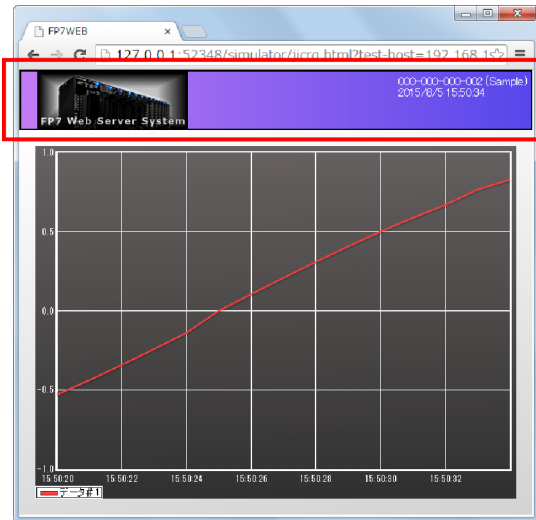 FP7WEB
127.0.0.1:52348/simulator/jjcrg.html?test-host=192.168.1
000-000-000-002 (Sample)
2015/8/5 15:50:34
FP7 Web Server System
1.0
0.5
0.0
-0.5
-1.0
15:50:20 15:50:22 15:50:24 15:50:26 15:50:28 15:50:30 15:50:32
データ#1